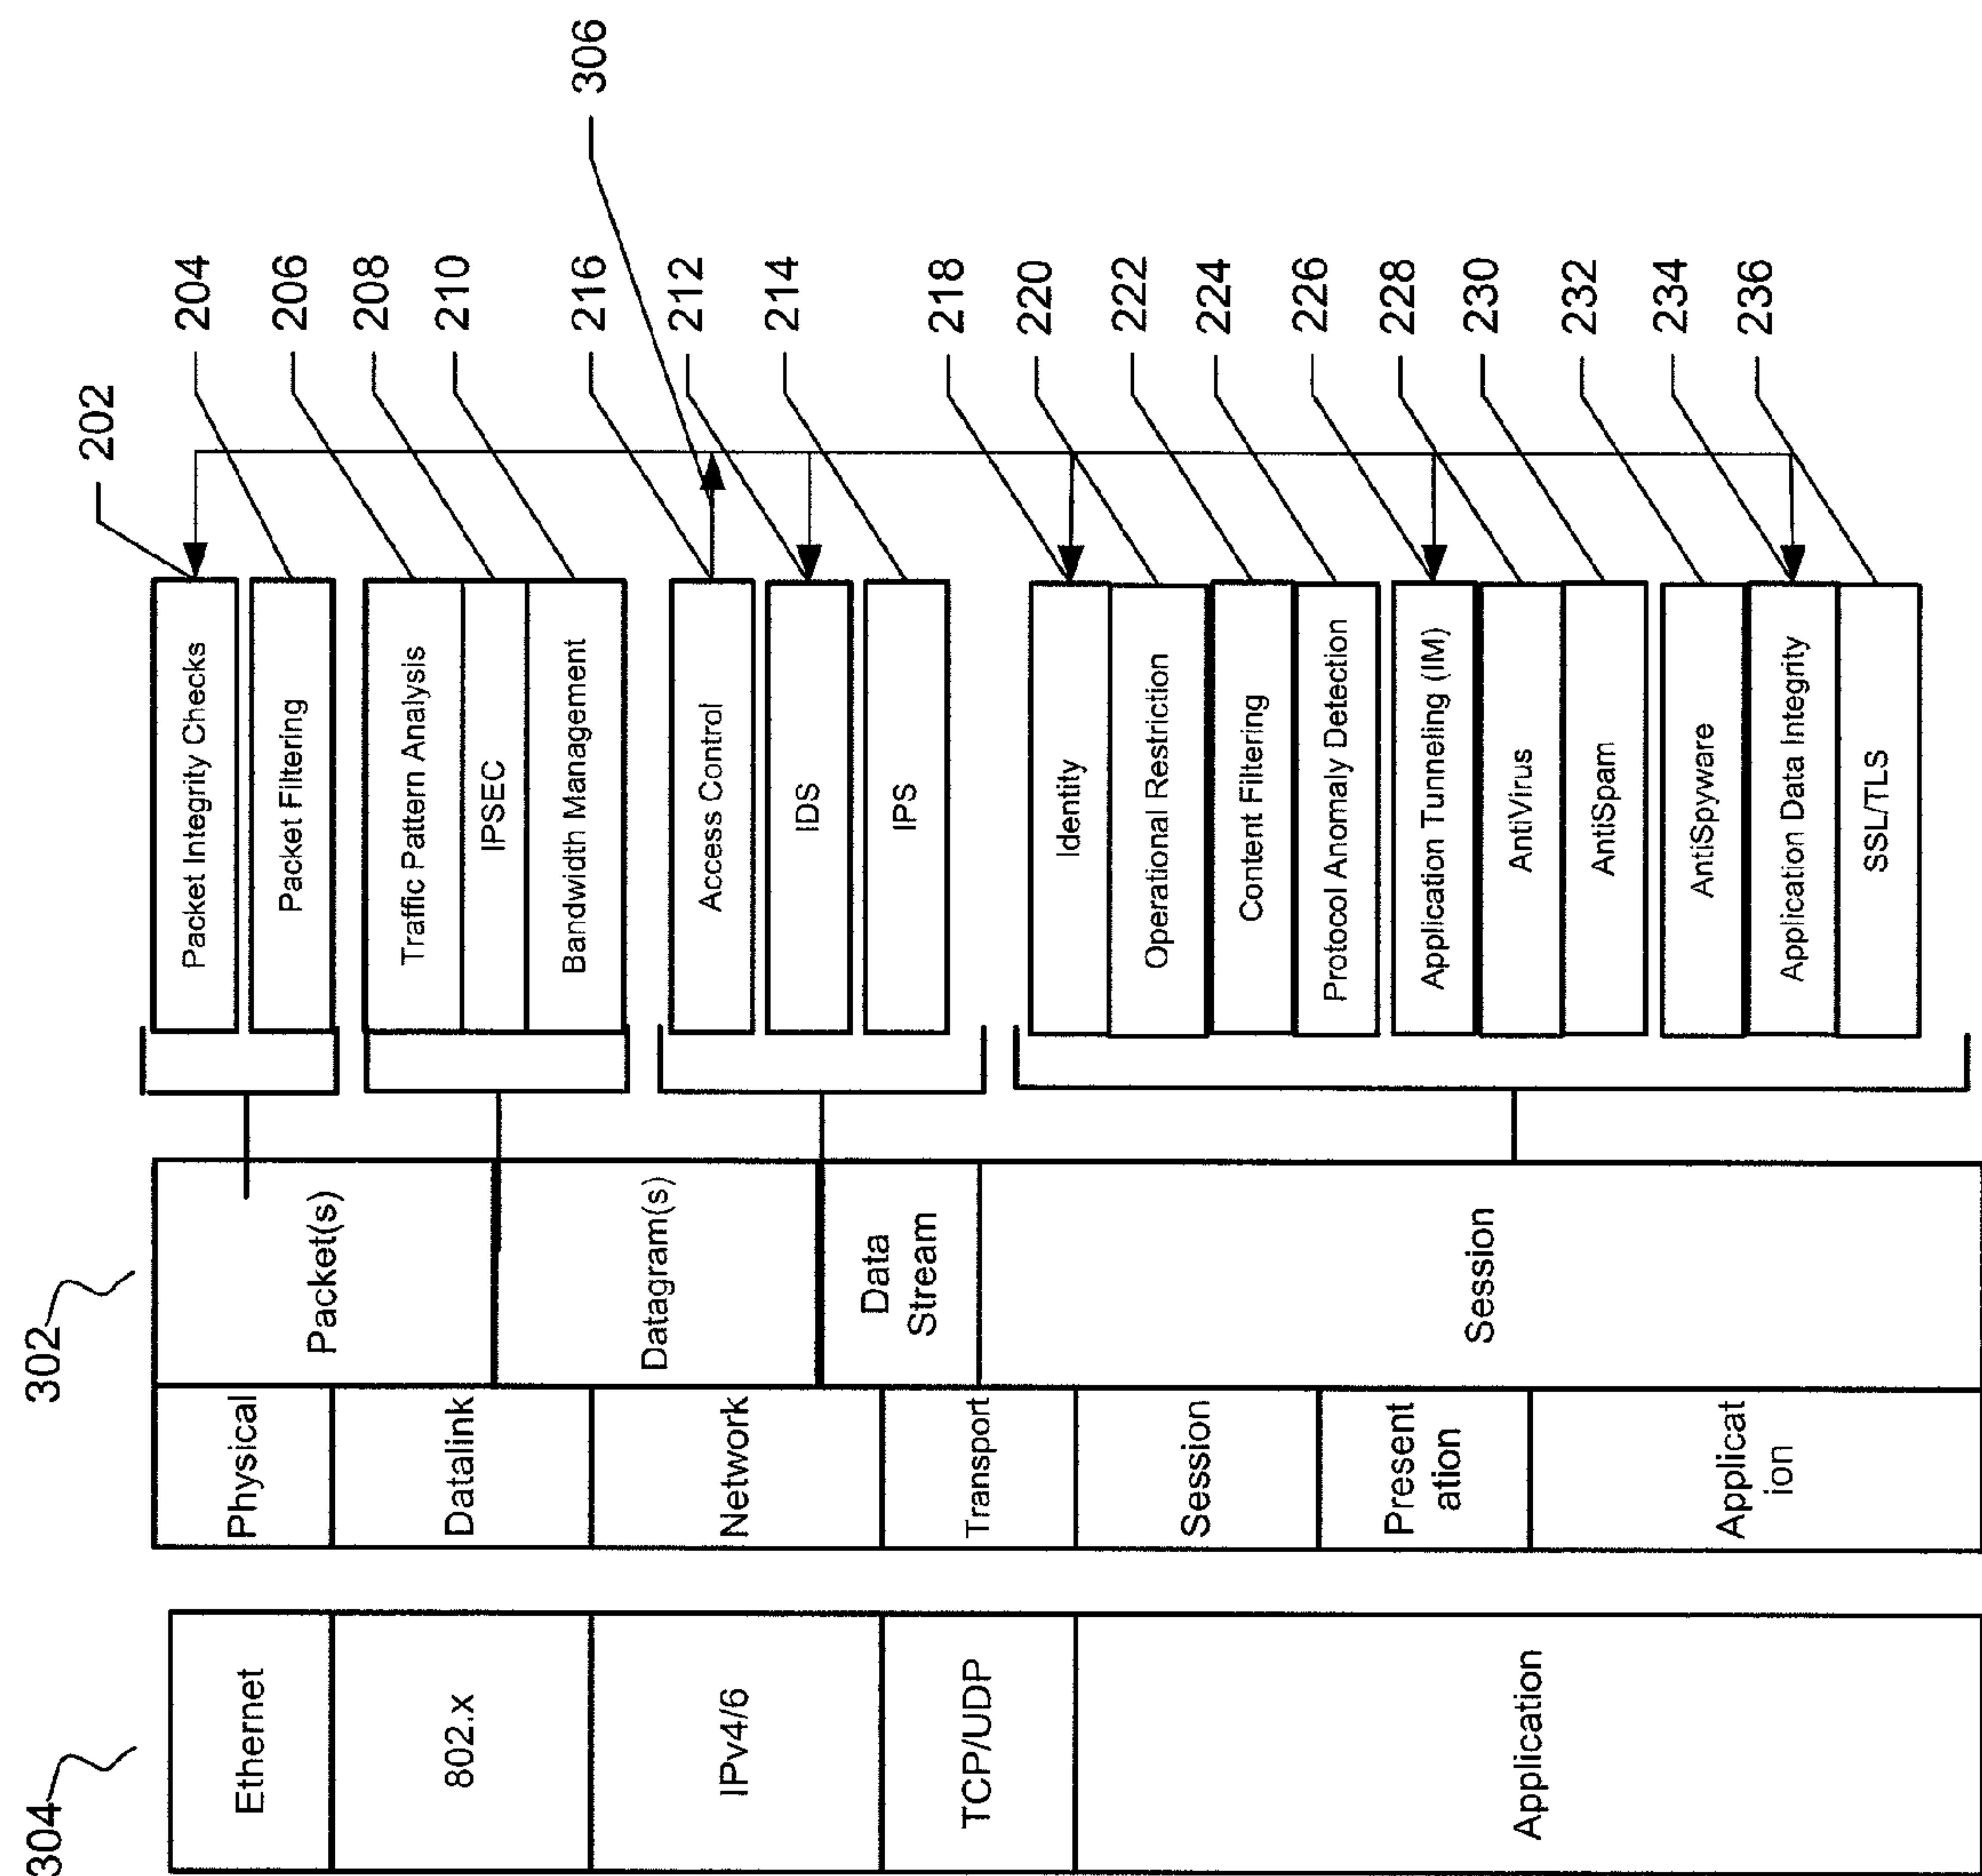 304
Ethernet
802.x
IPv4/6
TCP/UDP
Application
302
Physical
Datalink
Network
Transport
Session
Present
ation
Applicat
ion
Packet(s)
Datagram(s)
Data
Stream
Session
Packet Integrity Checks
Packet Filtering
Traffic Pattern Analysis
IPSEC
Bandwidth Management
Access Control
IDS
IPS
Identity
Operational Restriction
Content Filtering
Protocol Anomaly Detection
Application Tunneling (IM)
AntiVirus
AntiSpam
AntiSpyware
Application Data Integrity
SSL/TLS
202
204
206
208
210
216
306
212
214
218
220
222
224
226
228
230
232
234
236